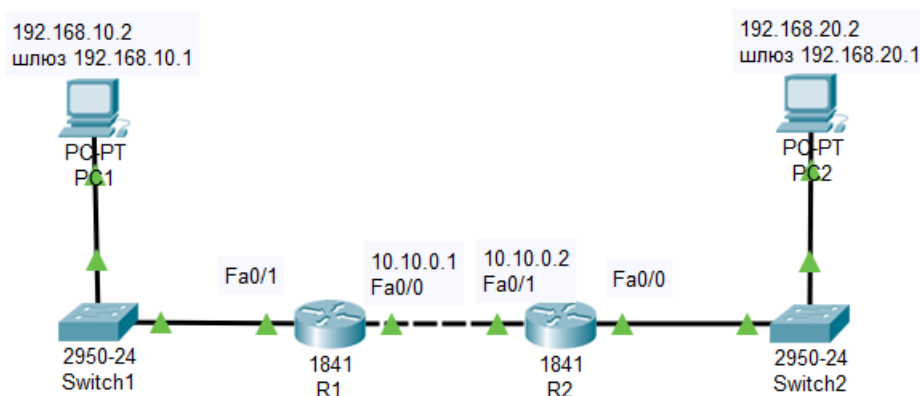 192.168.10.2
шлюз 192.168.10.1
PC-PT
PC1
192.168.20.2
шлюз 192.168.20.1
PC-PT
PC2
Fa0/1
10.10.0.1
Fa0/0
10.10.0.2
Fa0/1
Fa0/0
2950-24
Switch1
1841
R1
1841
R2
2950-24
Switch2